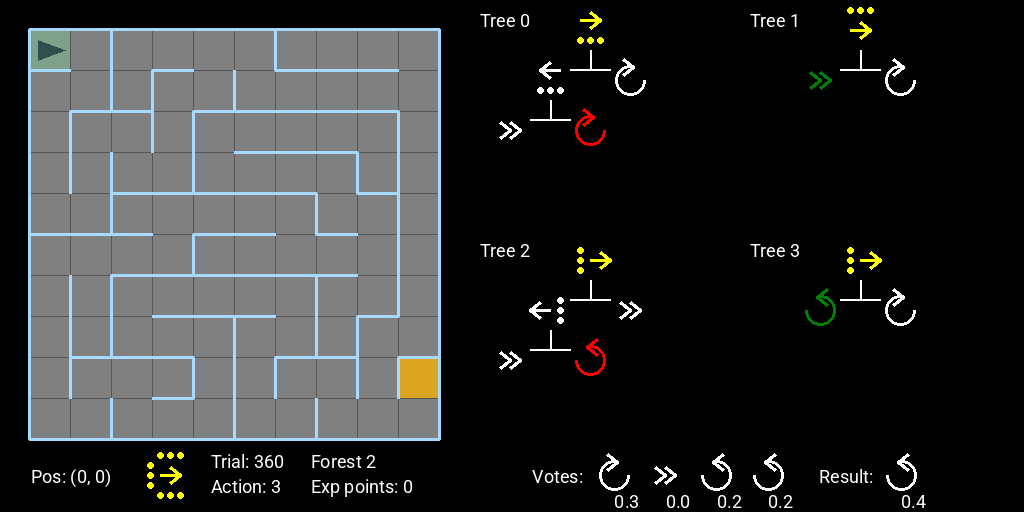 Tree 0
Tree 1
Tree 2
Tree 3
Pos: (0, 0)
Trial: 360
Forest 2
Action: 3
Exp points: 0
Votes:
0.3
0.0
0.2
0.2
Result:
0.4